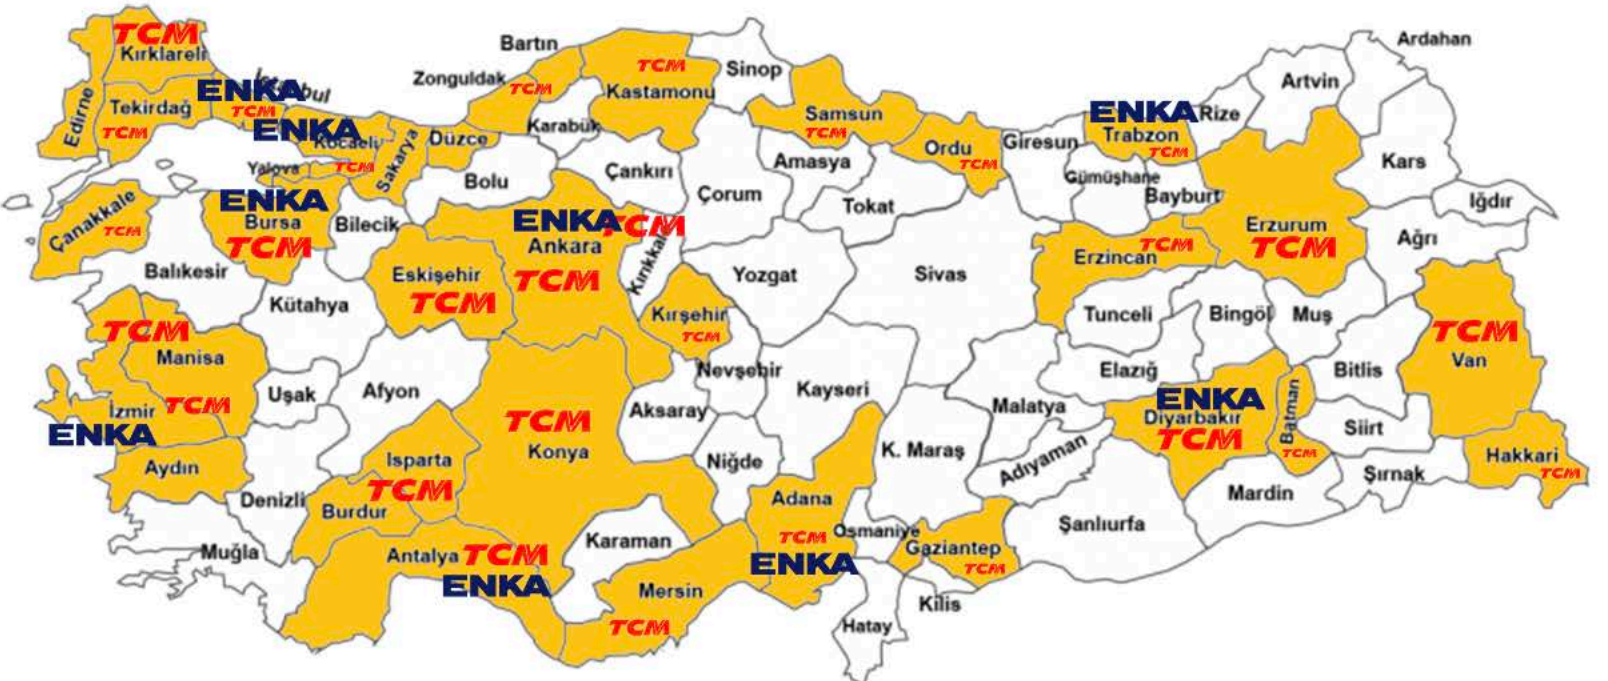 TCM
Kırklareli
Bartın
Ardahan
TCM
Sinop
Zonguldak
TCM
Artvin
ENKA
İstanbul
Tekirdağ
TCM
Kastamonu
Edirne
TCM
ENKA
Kocaeli
Sakarya
Düzce
Karabük
Samsun
TCM
ENKA
Trabzon
TCM
Rize
Ordu
TCM
Giresun
Kars
Yalova
TCM
Bolu
Çankırı
Amasya
Gümüşhane
Bayburt
Çorum
Tokat
Iğdır
Çanakkale
TCM
ENKA
Bursa
TCM
Bilecik
ENKA
Ankara
TCM
TCM
Kırıkkale
Erzurum
TCM
Erzincan
TCM
Ağrı
Balıkesir
Eskişehir
TCM
Yozgat
Sivas
Kütahya
Kırşehir
TCM
Tunceli
Bingöl
Muş
TCM
Van
TCM
Manisa
TCM
Uşak
Afyon
Nevşehir
Kayseri
Elazığ
Bitlis
İzmir
ENKA
TCM
Konya
Aksaray
Malatya
ENKA
Diyarbakır
TCM
Batman
TCM
Siirt
Aydın
Isparta
TCM
Burdur
Niğde
K. Maraş
Adıyaman
Hakkari
TCM
Şırnak
Mardin
Denizli
Adana
TCM
ENKA
Osmaniye
Şanlıurfa
Muğla
Antalya
TCM
ENKA
Karaman
Gaziantep
TCM
Mersin
TCM
Kilis
Hatay